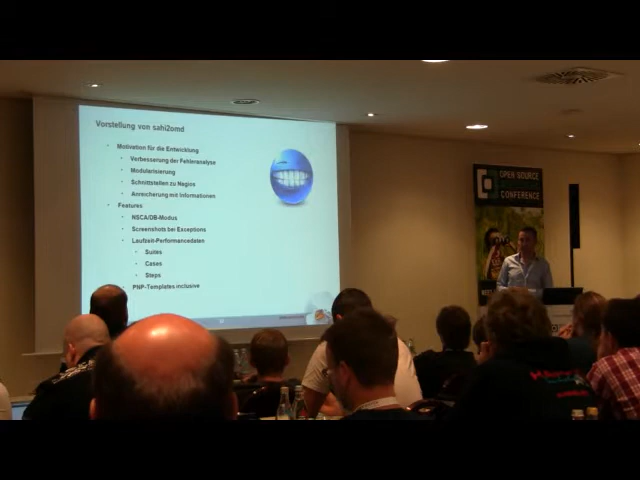 Vorstellung von sahi2omd
Motivation für die Entwicklung
Verbesserung der Fehleranalyse
Modularisierung
Schnittstellen zu Nagios
Anreicherung mit Informationen
Features
NSCA/DB-Modus
Screenshots bei Exceptions
Laufzeit-Performancedaten
Suites
Cases
Steps
PNP-Templates inclusive
OPEN SOURCE
CONFERENCE